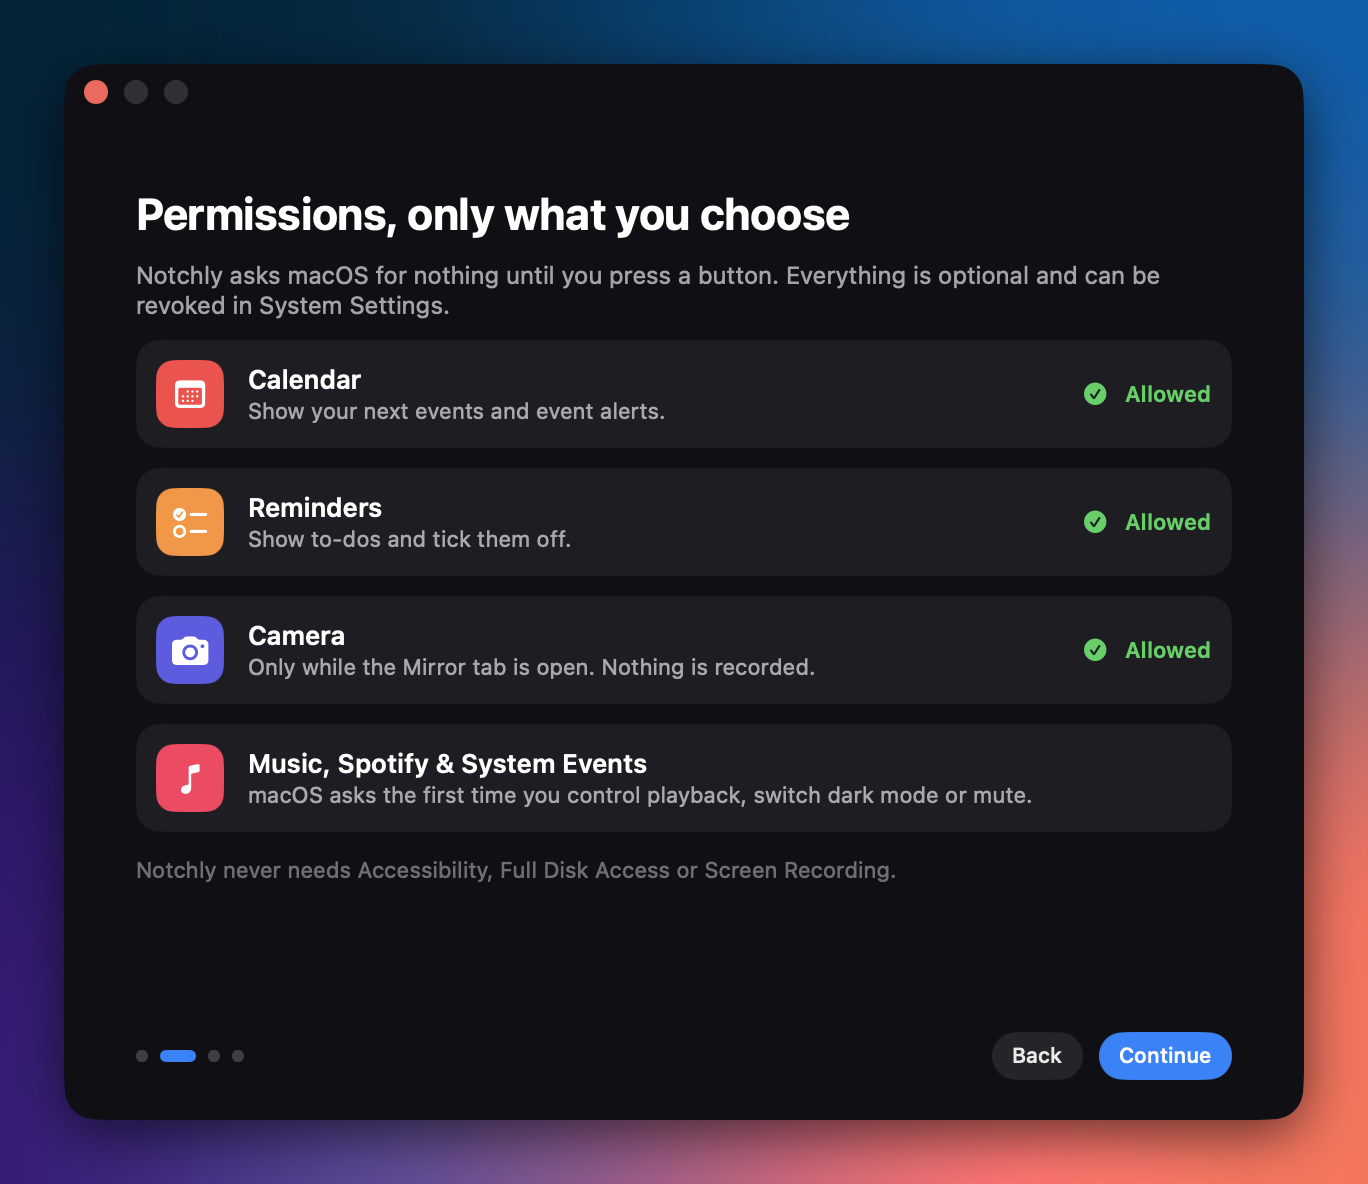 Permissions, only what you choose
Notchly asks macOS for nothing until you press a button. Everything is optional and can be
revoked in System Settings.
Calendar
Show your next events and event alerts.
Allowed
Reminders
Show to-dos and tick them off.
Allowed
Camera
Only while the Mirror tab is open. Nothing is recorded.
Allowed
Music, Spotify & System Events
macOS asks the first time you control playback, switch dark mode or mute.
Notchly never needs Accessibility, Full Disk Access or Screen Recording.
Back
Continue